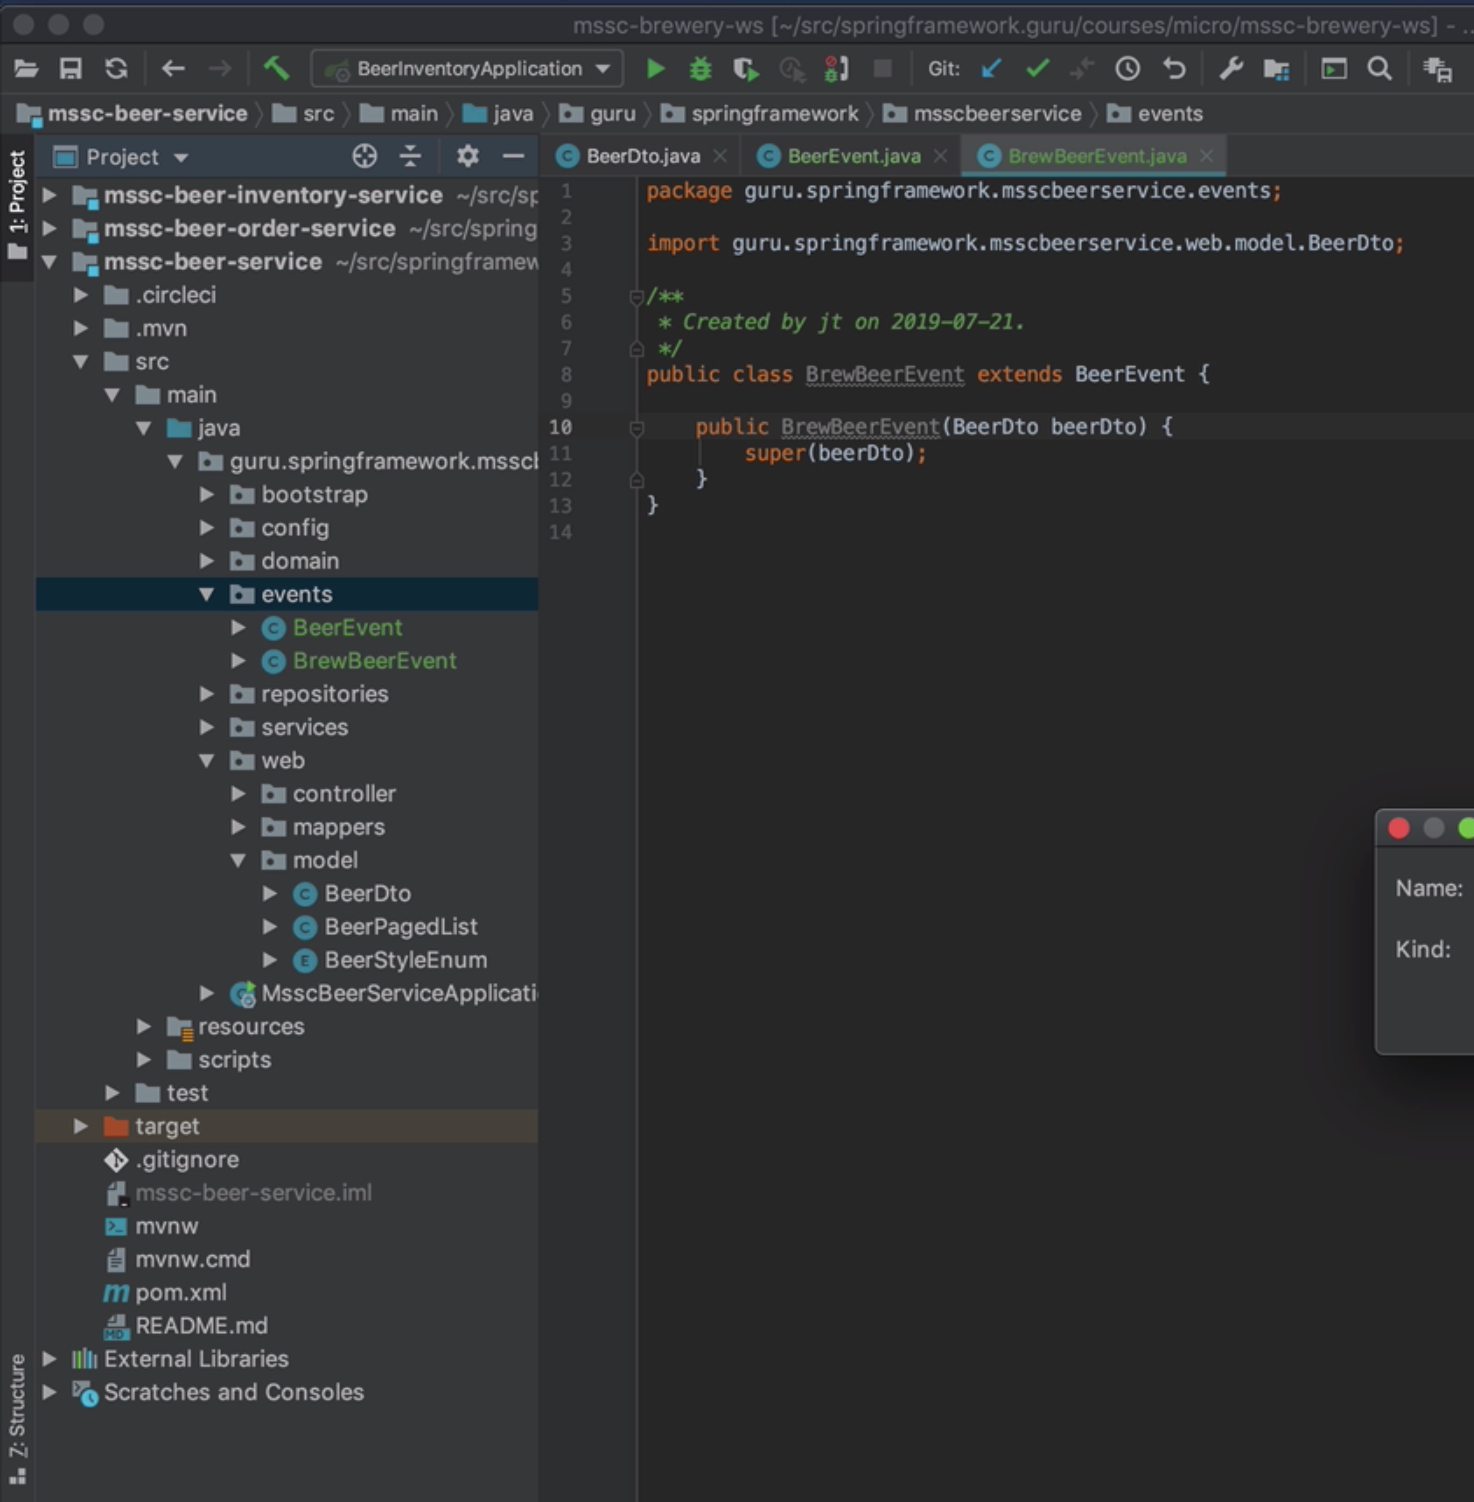 mssc-brewery-ws [~/src/springframework.guru/courses/micro/mssc-brewery-ws] - ...
BeerInventoryApplication
Git:
mssc-beer-service src main java guru springframework msscbeerservice events
1: Project
Project
BeerDto.java BeerEvent.java BrewBeerEvent.java
mssc-beer-inventory-service ~/src/sp
mssc-beer-order-service ~/src/spring
mssc-beer-service ~/src/springframew
.circleci
.mvn
src
main
java
guru.springframework.mssc
bootstrap
config
domain
events
BeerEvent
BrewBeerEvent
repositories
services
web
controller
mappers
model
BeerDto
BeerPagedList
BeerStyleEnum
MsscBeerServiceApplicati
resources
scripts
test
target
.gitignore
mssc-beer-service.iml
mvnw
mvnw.cmd
pom.xml
README.md
External Libraries
Scratches and Consoles
Z: Structure
1 package guru.springframework.msscbeerservice.events;
2
3 import guru.springframework.msscbeerservice.web.model.BeerDto;
4
5 /**
6 * Created by jt on 2019-07-21.
7 */
8 public class BrewBeerEvent extends BeerEvent {
9
10 public BrewBeerEvent(BeerDto beerDto) {
11 super(beerDto);
12 }
13 }
14
Name:
Kind: